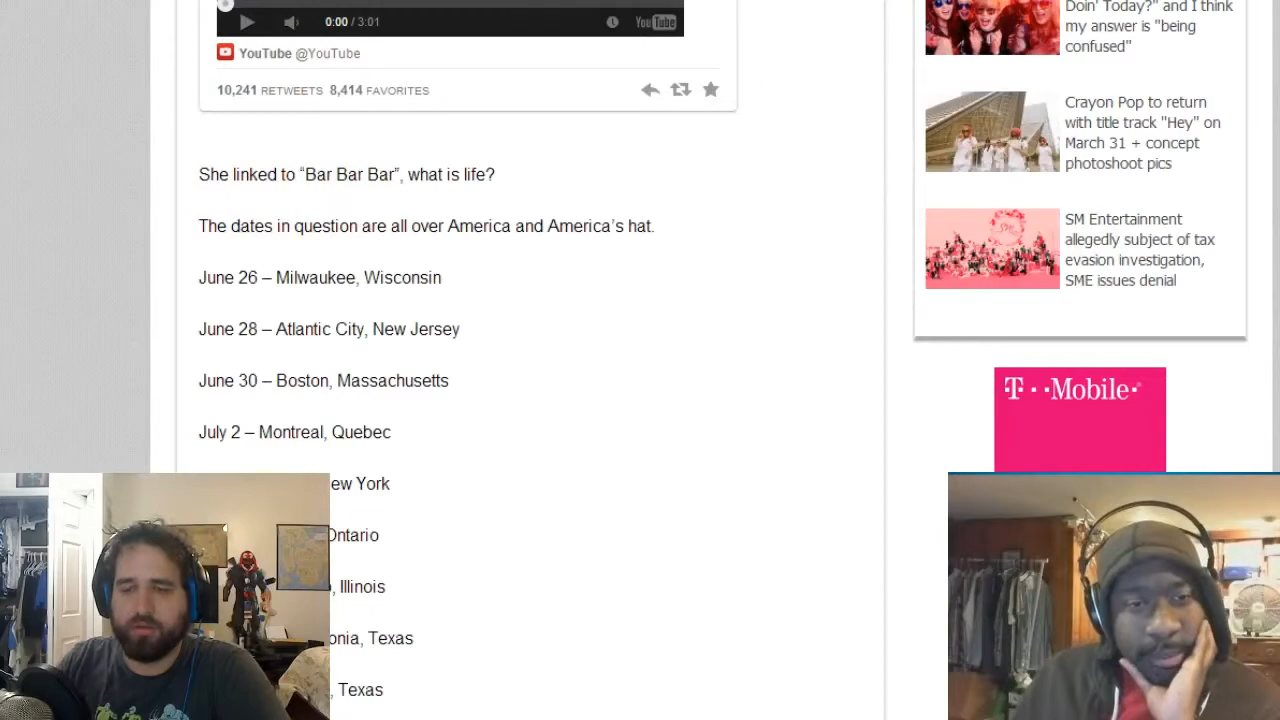 0:00 / 3:01
YouTube
YouTube @YouTube
10,241 RETWEETS 8,414 FAVORITES
She linked to “Bar Bar Bar”, what is life?
The dates in question are all over America and America’s hat.
June 26 – Milwaukee, Wisconsin
June 28 – Atlantic City, New Jersey
June 30 – Boston, Massachusetts
July 2 – Montreal, Quebec
ew York
Ontario
, Illinois
onia, Texas
, Texas
Doin' Today?" and I think
my answer is "being
confused"
Crayon Pop to return
with title track "Hey" on
March 31 + concept
photoshoot pics
SM Entertainment
allegedly subject of tax
evasion investigation,
SME issues denial
T··Mobile·®